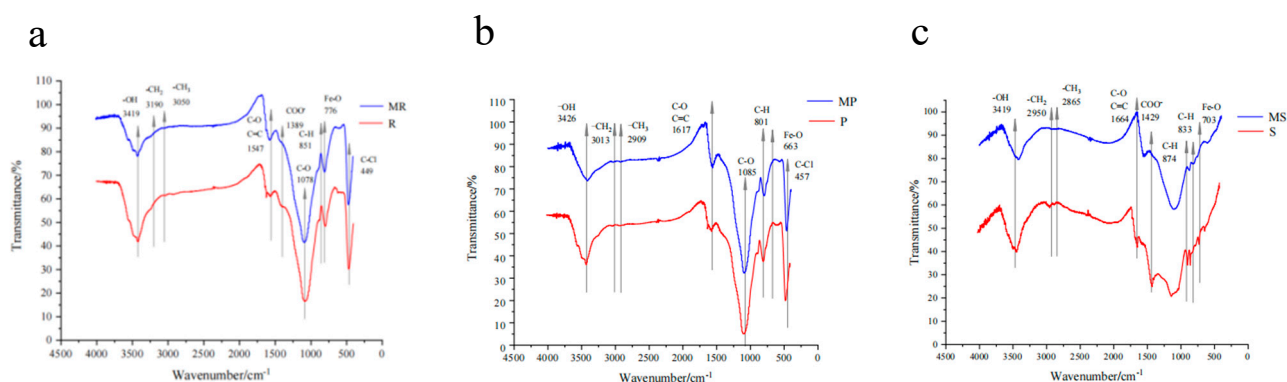 a
b
c
110
100
90
80
70
60
50
40
30
20
10
0
Transmittance/%
4500 4000 3500 3000 2500 2000 1500 1000 500 0
Wavenumber/cm⁻¹
-OH
3419
-CH₂
3190
-CH₃
3050
C-O
C=C
1547
COO⁻
1389
C-H
851
C-O
1078
Fe-O
776
C-Cl
449
MR
R
110
100
90
80
70
60
50
40
30
20
10
0
Transmittance/%
4500 4000 3500 3000 2500 2000 1500 1000 500 0
Wavenumber/cm⁻¹
-OH
3426
-CH₂
3013
-CH₃
2909
C-O
C=C
1617
C-H
801
C-O
1085
Fe-O
663
C-Cl
457
MP
P
100
90
80
70
60
50
40
30
20
10
0
Transmittance/%
4500 4000 3500 3000 2500 2000 1500 1000 500 0
Wavenumber/cm⁻¹
-OH
3419
-CH₂
2950
-CH₃
2865
C-O
C=C
1664
COO⁻
1429
C-H
874
C-H
833
Fe-O
703
MS
S